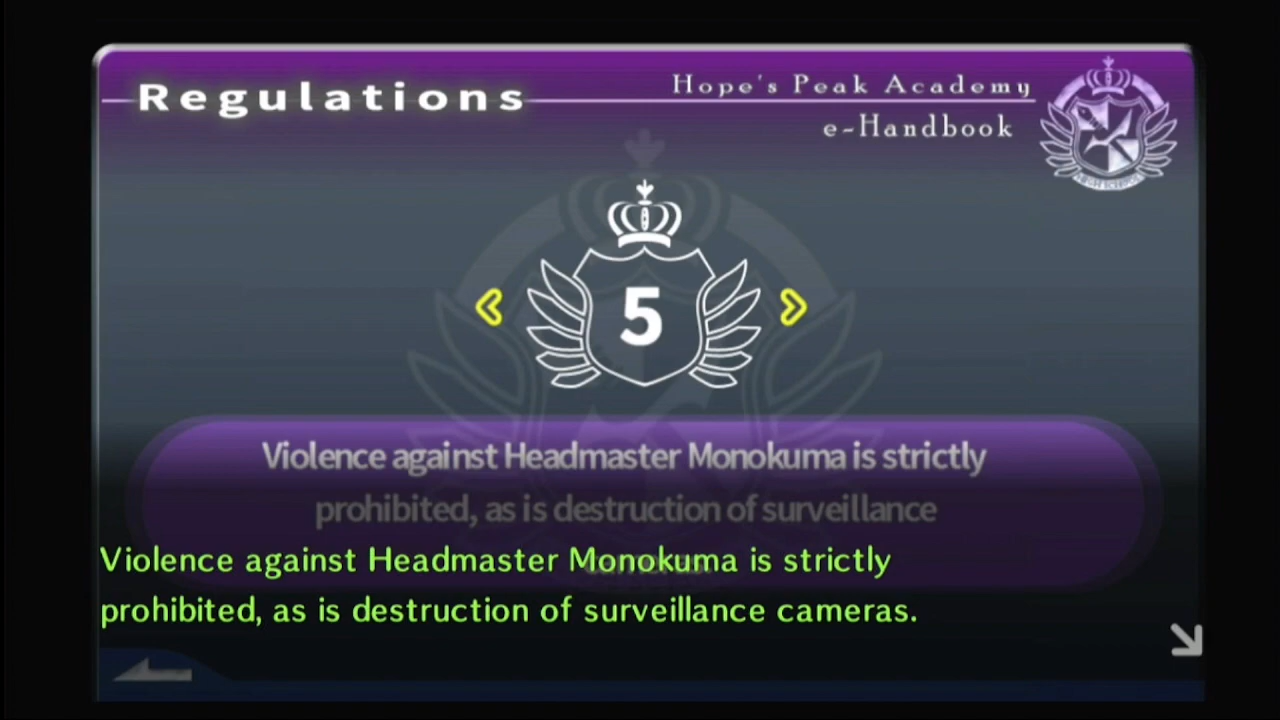 Regulations
Hope's Peak Academy
e-Handbook
5
Violence against Headmaster Monokuma is strictly
prohibited, as is destruction of surveillance
Violence against Headmaster Monokuma is strictly
prohibited, as is destruction of surveillance cameras.